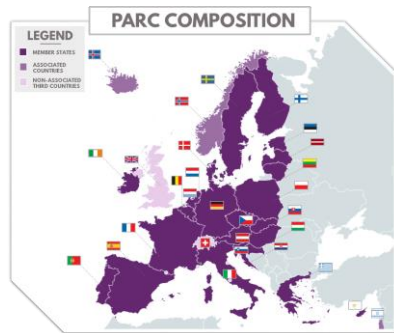 PARC COMPOSITION
LEGEND
MEMBER STATES
ASSOCIATED
COUNTRIES
NON-ASSOCIATED
THIRD COUNTRIES